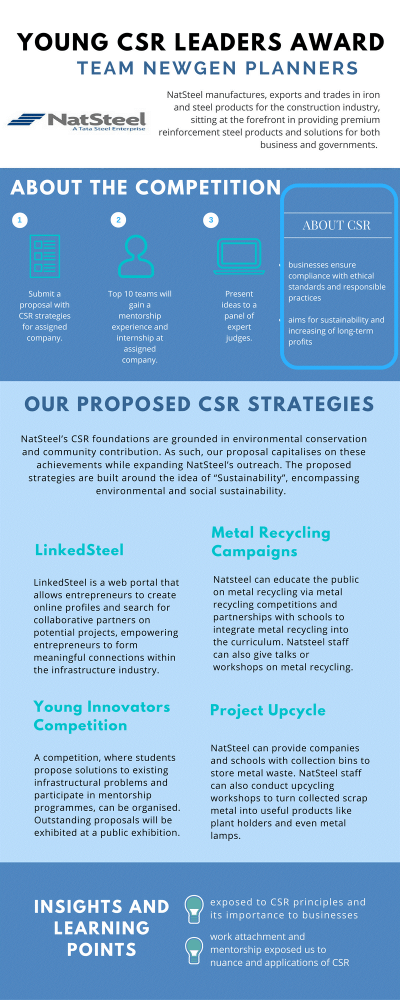 YOUNG CSR LEADERS AWARD
TEAM NEWGEN PLANNERS
NatSteel
A Tata Steel Enterprise
NatSteel manufactures, exports and trades in iron
and steel products for the construction industry,
sitting at the forefront in providing premium
reinforcement steel products and solutions for both
business and governments.
ABOUT THE COMPETITION
1
Submit a
proposal with
CSR strategies
for assigned
company.
2
Top 10 teams will
gain a
mentorship
experience and
internship at
assigned
company.
3
Present
ideas to a
panel of
expert
judges.
ABOUT CSR
businesses ensure
compliance with ethical
standards and responsible
practices
aims for sustainability and
increasing of long-term
profits
OUR PROPOSED CSR STRATEGIES
NatSteel's CSR foundations are grounded in environmental conservation
and community contribution. As such, our proposal capitalises on these
achievements while expanding NatSteel's outreach. The proposed
strategies are built around the idea of "Sustainability", encompassing
environmental and social sustainability.
LinkedSteel
LinkedSteel is a web portal that
allows entrepreneurs to create
online profiles and search for
collaborative partners on
potential projects, empowering
entrepreneurs to form
meaningful connections within
the infrastructure industry.
Metal Recycling
Campaigns
Natsteel can educate the public
on metal recycling via metal
recycling competitions and
partnerships with schools to
integrate metal recycling into
the curriculum. Natsteel staff
can also give talks or
workshops on metal recycling.
Young Innovators
Competition
A competition, where students
propose solutions to existing
infrastructural problems and
participate in mentorship
programmes, can be organised.
Outstanding proposals will be
exhibited at a public exhibition.
Project Upcycle
NatSteel can provide companies
and schools with collection bins to
store metal waste. NatSteel staff
can also conduct upcycling
workshops to turn collected scrap
metal into useful products like
plant holders and even metal
lamps.
INSIGHTS AND
LEARNING
POINTS
exposed to CSR principles and
its importance to businesses
work attachment and
mentorship exposed us to
nuance and applications of CSR